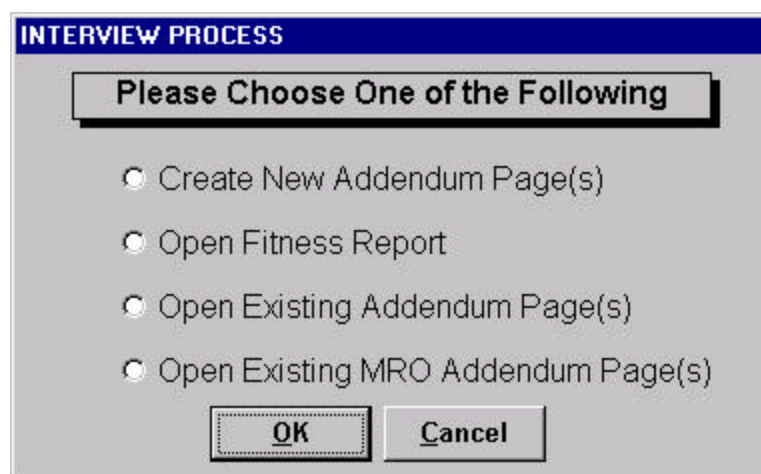 INTERVIEW PROCESS
Please Choose One of the Following
Create New Addendum Page(s)
Open Fitness Report
Open Existing Addendum Page(s)
Open Existing MRO Addendum Page(s)
OK Cancel